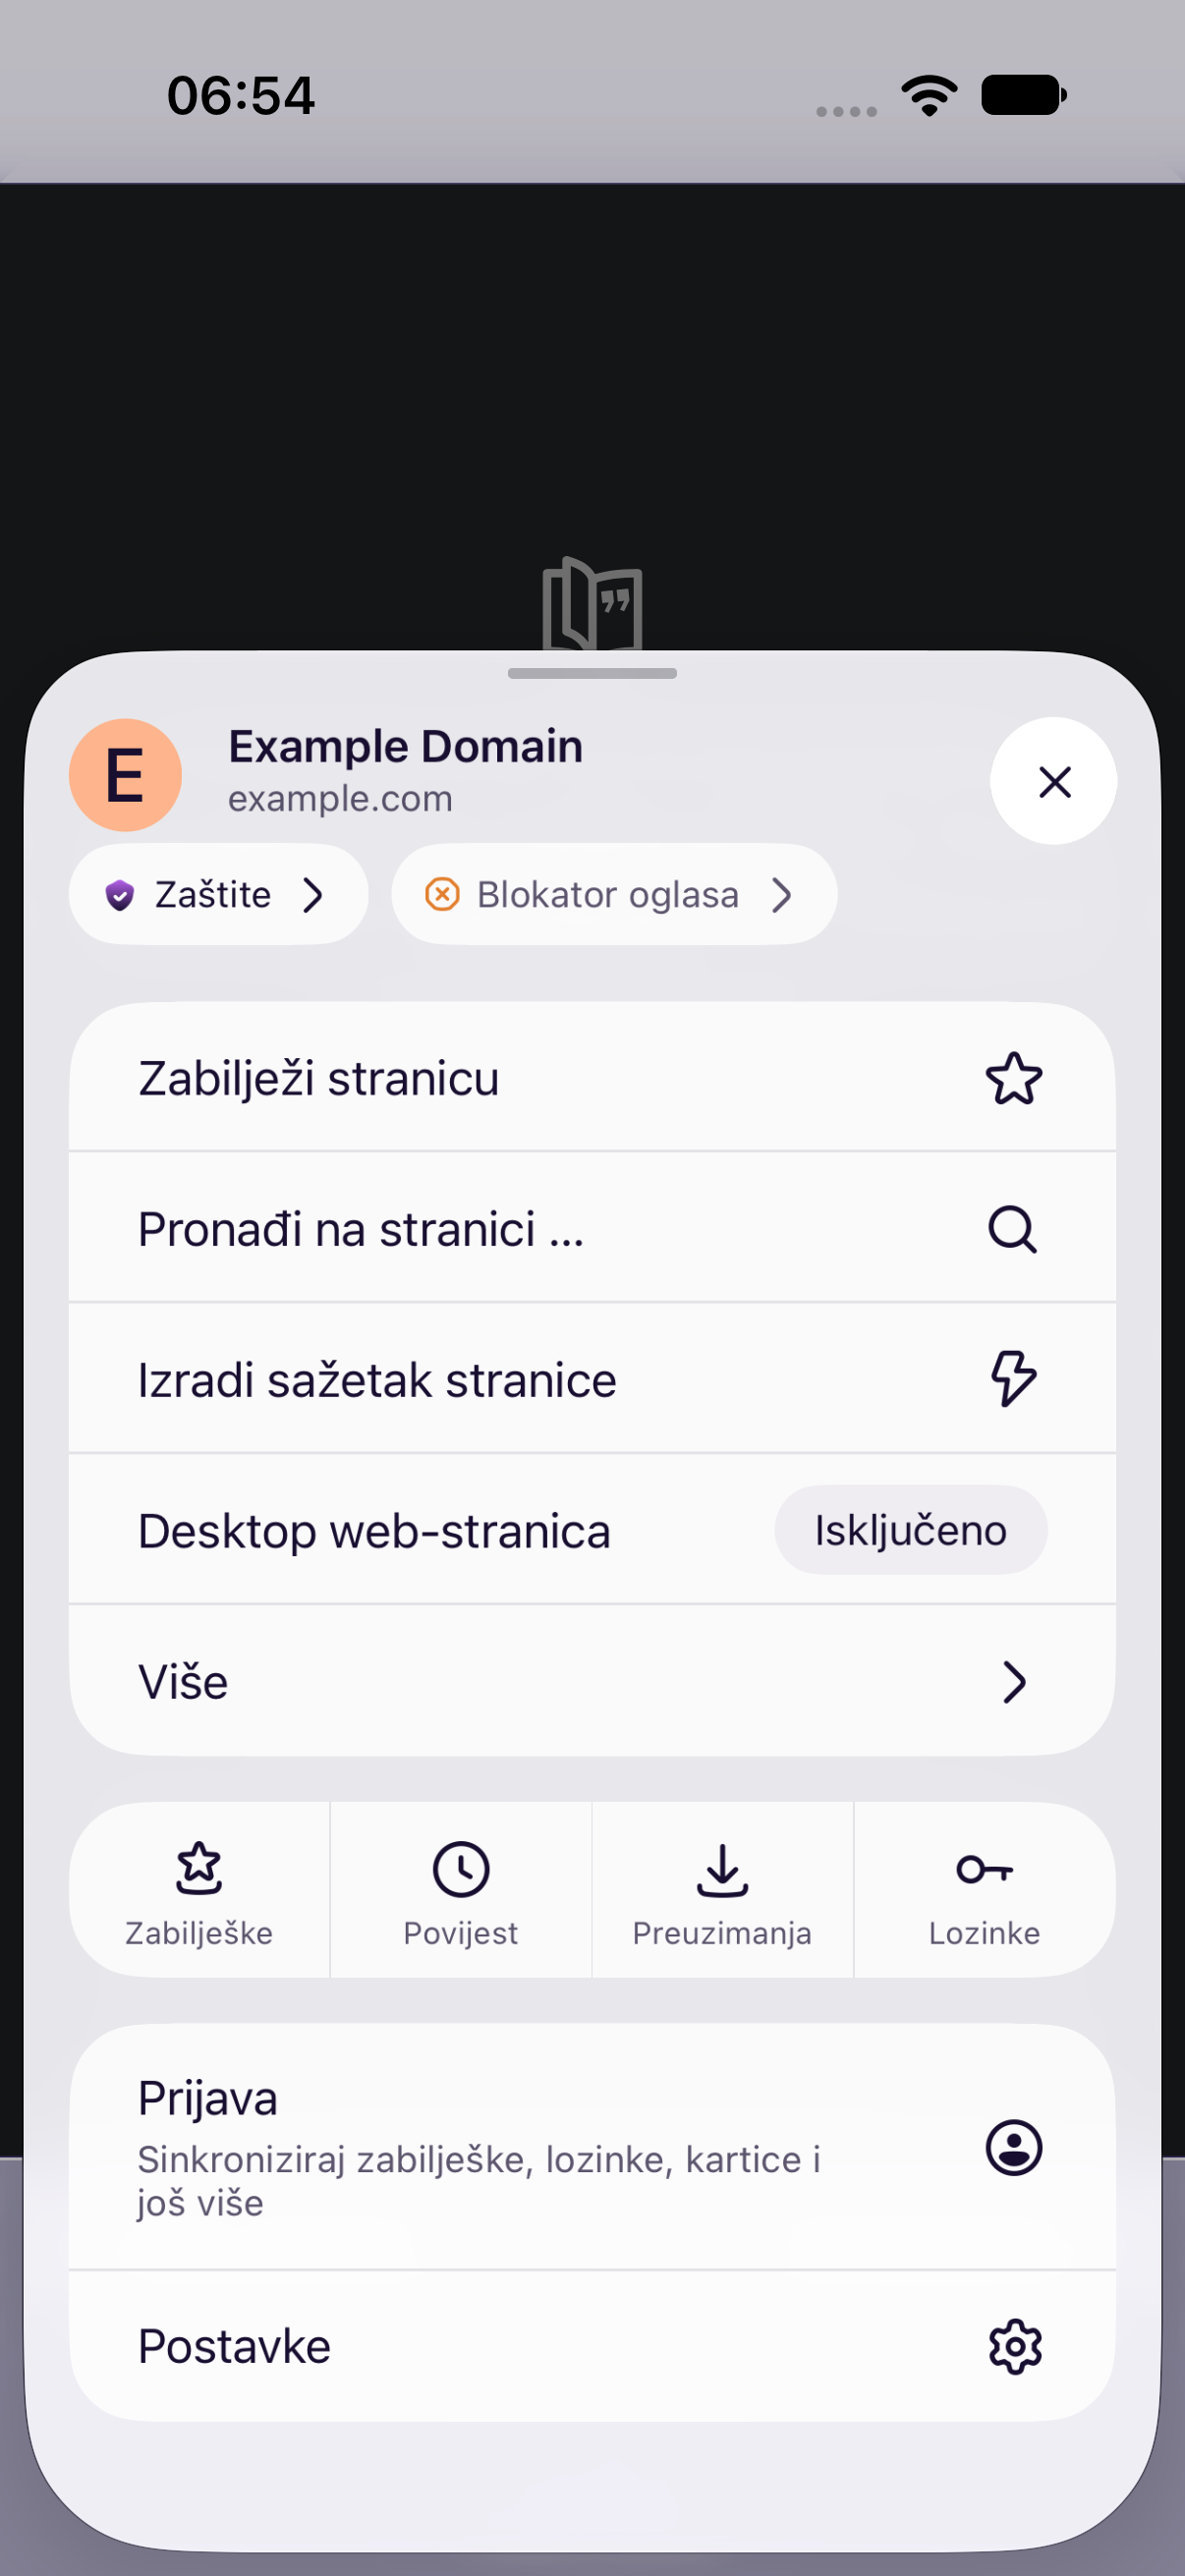 06:54
E
Example Domain
example.com
Zaštite
Blokator oglasa
Zabilježi stranicu
Pronađi na stranici ...
Izradi sažetak stranice
Desktop web-stranica
Isključeno
Više
Zabilješke
Povijest
Preuzimanja
Lozinke
Prijava
Sinkroniziraj zabilješke, lozinke, kartice i
još više
Postavke